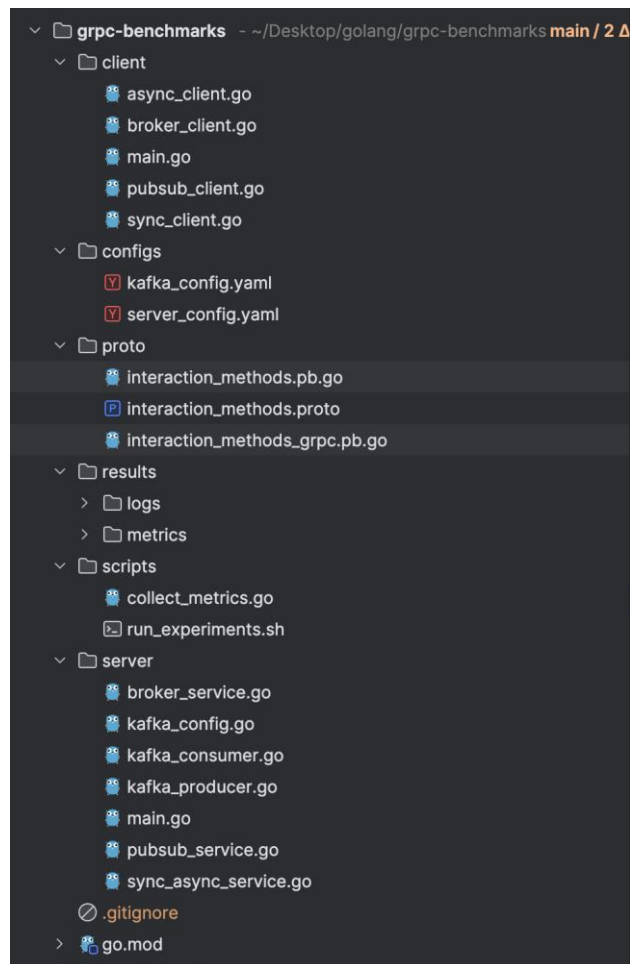 grpc-benchmarks - ~/Desktop/golang/grpc-benchmarks main / 2 Δ
client
async_client.go
broker_client.go
main.go
pubsub_client.go
sync_client.go
configs
kafka_config.yaml
server_config.yaml
proto
interaction_methods.pb.go
interaction_methods.proto
interaction_methods_grpc.pb.go
results
logs
metrics
scripts
collect_metrics.go
run_experiments.sh
server
broker_service.go
kafka_config.go
kafka_consumer.go
kafka_producer.go
main.go
pubsub_service.go
sync_async_service.go
.gitignore
go.mod